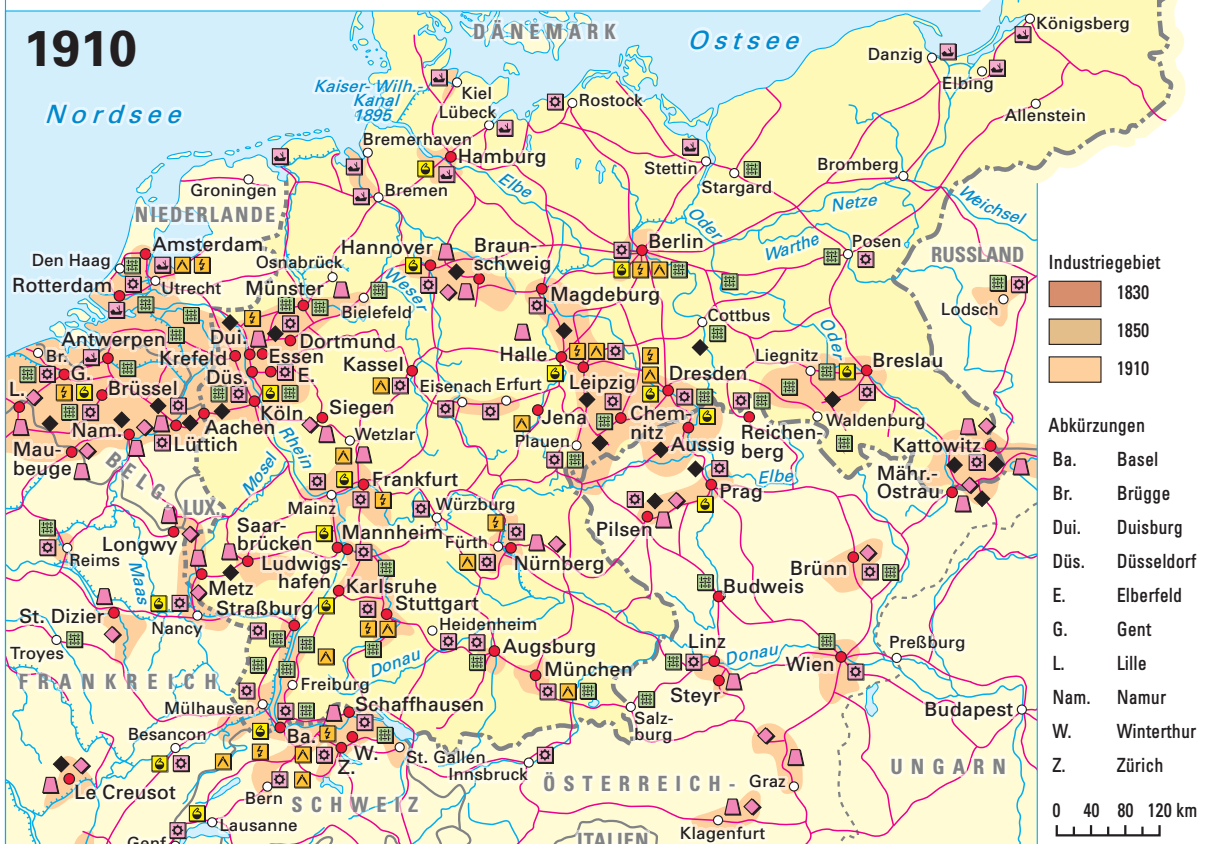 1910
DÄNEMARK
Ostsee
Königsberg
Danzig
Elbing
Allenstein
Nordsee
Kaiser-Wilh.-
Kanal
1895
Kiel
Lübeck
Rostock
Bremerhaven
Hamburg
Stettin
Stargard
Bromberg
Groningen
Bremen
Elbe
Oder
Netze
Weichsel
NIEDERLANDE
Amsterdam
Den Haag
Rotterdam
Utrecht
Osnabrück
Hannover
Braun-
schweig
Berlin
Warthe
Posen
RUSSLAND
Lodsch
Münster
Bielefeld
Weser
Magdeburg
Cottbus
Oder
Antwerpen
Dui.
Dortmund
Krefeld
Essen
Br.
G.
Düs.
E.
Kassel
Halle
Leipzig
Dresden
Liegnitz
Breslau
L.
Brüssel
Köln
Siegen
Eisenach
Erfurt
Jena
Chem-
nitz
Aussig
Reichen-
berg
Waldenburg
Nam.
Aachen
Lüttich
Wetzlar
Plauen
Kattowitz
Mau-
beuge
Rhein
Mosel
BELG.
LUX.
Frankfurt
Mainz
Würzburg
Elbe
Prag
Mähr.-
Ostrau
Pilsen
Longwy
Saar-
brücken
Mannheim
Fürth
Nürnberg
Reims
Maas
Ludwigs-
hafen
Metz
Karlsruhe
Brünn
Budweis
St. Dizier
Nancy
Straßburg
Stuttgart
Heidenheim
Troyes
Donau
Augsburg
München
Linz
Donau
Wien
Preßburg
Steyr
FRANKREICH
Freiburg
Mülhausen
Schaffhausen
Salz-
burg
Budapest
Besancon
Ba.
W.
Z.
St. Gallen
Innsbruck
ÖSTERREICH-
UNGARN
Le Creusot
Bern
SCHWEIZ
Graz
Lausanne
Genf
ITALIEN
Klagenfurt
Industriegebiet
1830
1850
1910
Abkürzungen
Ba. Basel
Br. Brügge
Dui. Duisburg
Düs. Düsseldorf
E. Elberfeld
G. Gent
L. Lille
Nam. Namur
W. Winterthur
Z. Zürich
0 40 80 120 km